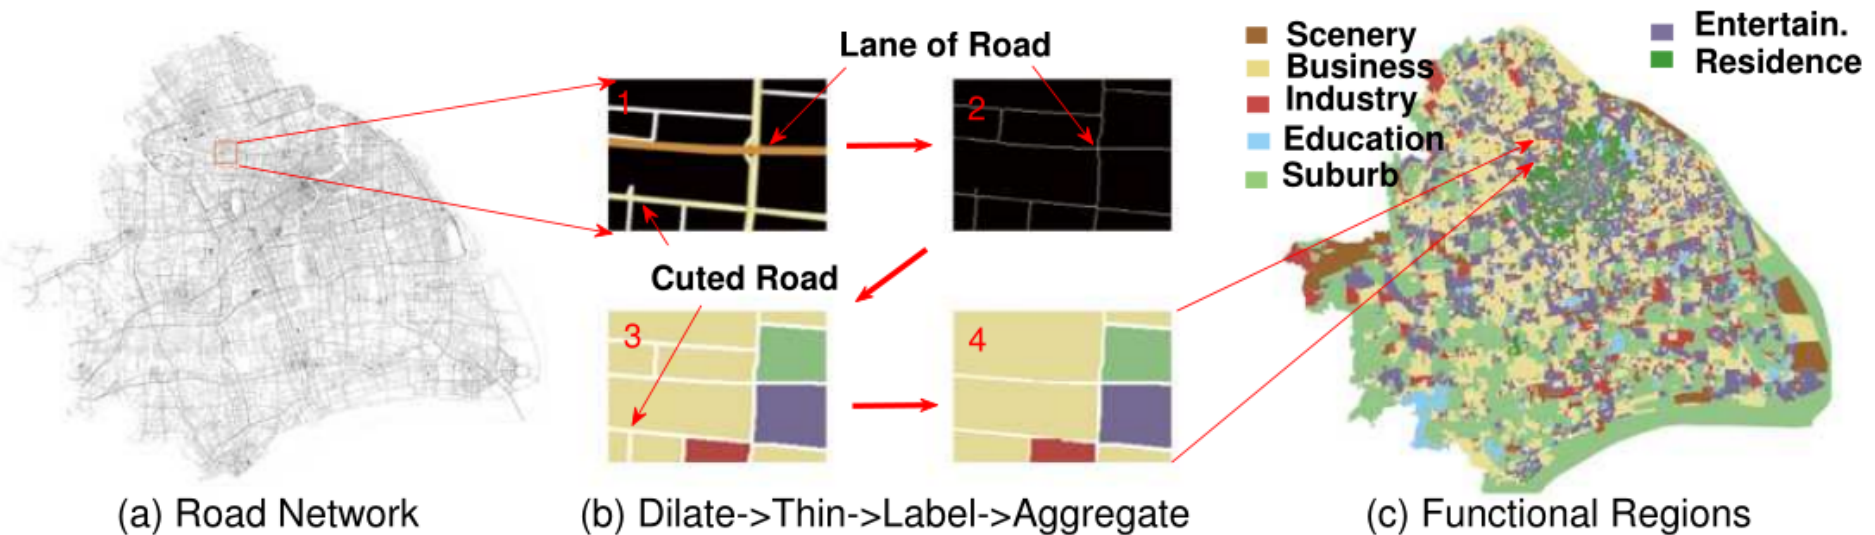 Lane of Road
1
2
Cuted Road
3
4
Scenery
Business
Industry
Education
Suburb
Entertain.
Residence
(a) Road Network
(b) Dilate->Thin->Label->Aggregate
(c) Functional Regions